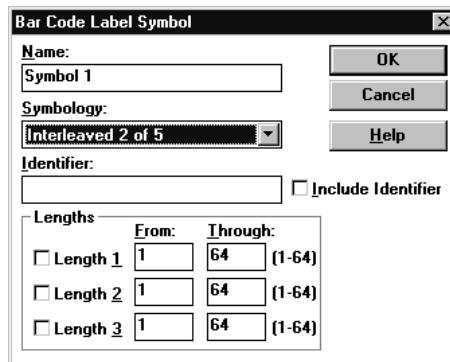 Bar Code Label Symbol
Name:
Symbol 1
OK
Cancel
Symbology:
Interleaved 2 of 5
Help
Identifier:
Include Identifier
Lengths
From: Through:
Length 1 1 64 (1-64)
Length 2 1 64 (1-64)
Length 3 1 64 (1-64)